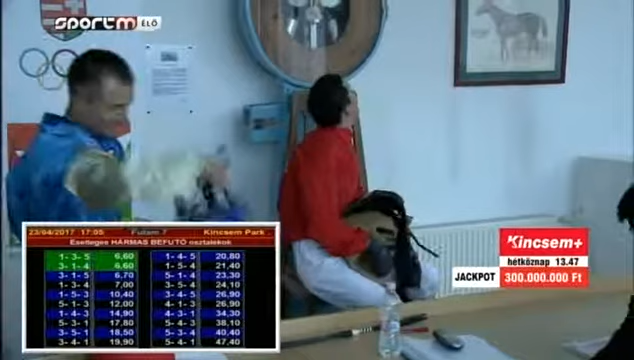 SPORTM ÉLŐ
23/04/2017 17:05 Futam 7 Kincsem Park
Esetleges HÁRMAS BEFUTÓ osztalékok
1- 3- 5 6,60 1- 4- 5 20,80
3- 1- 4 6,60 5- 1- 4 21,40
3- 1- 5 6,70 5- 4- 1 23,30
1- 3- 4 7,00 3- 5- 4 24,10
1- 5- 3 10,40 3- 4- 5 26,90
5- 1- 3 12,00 4- 1- 3 26,90
1- 4- 3 14,90 4- 3- 1 34,30
5- 3- 1 17,80 5- 4- 3 38,10
3- 5- 1 18,50 4- 3- 5 40,40
3- 4- 1 19,90 5- 3- 4 47,40
Kincsem+
hétköznap 13.47
JACKPOT 300.000.000 Ft